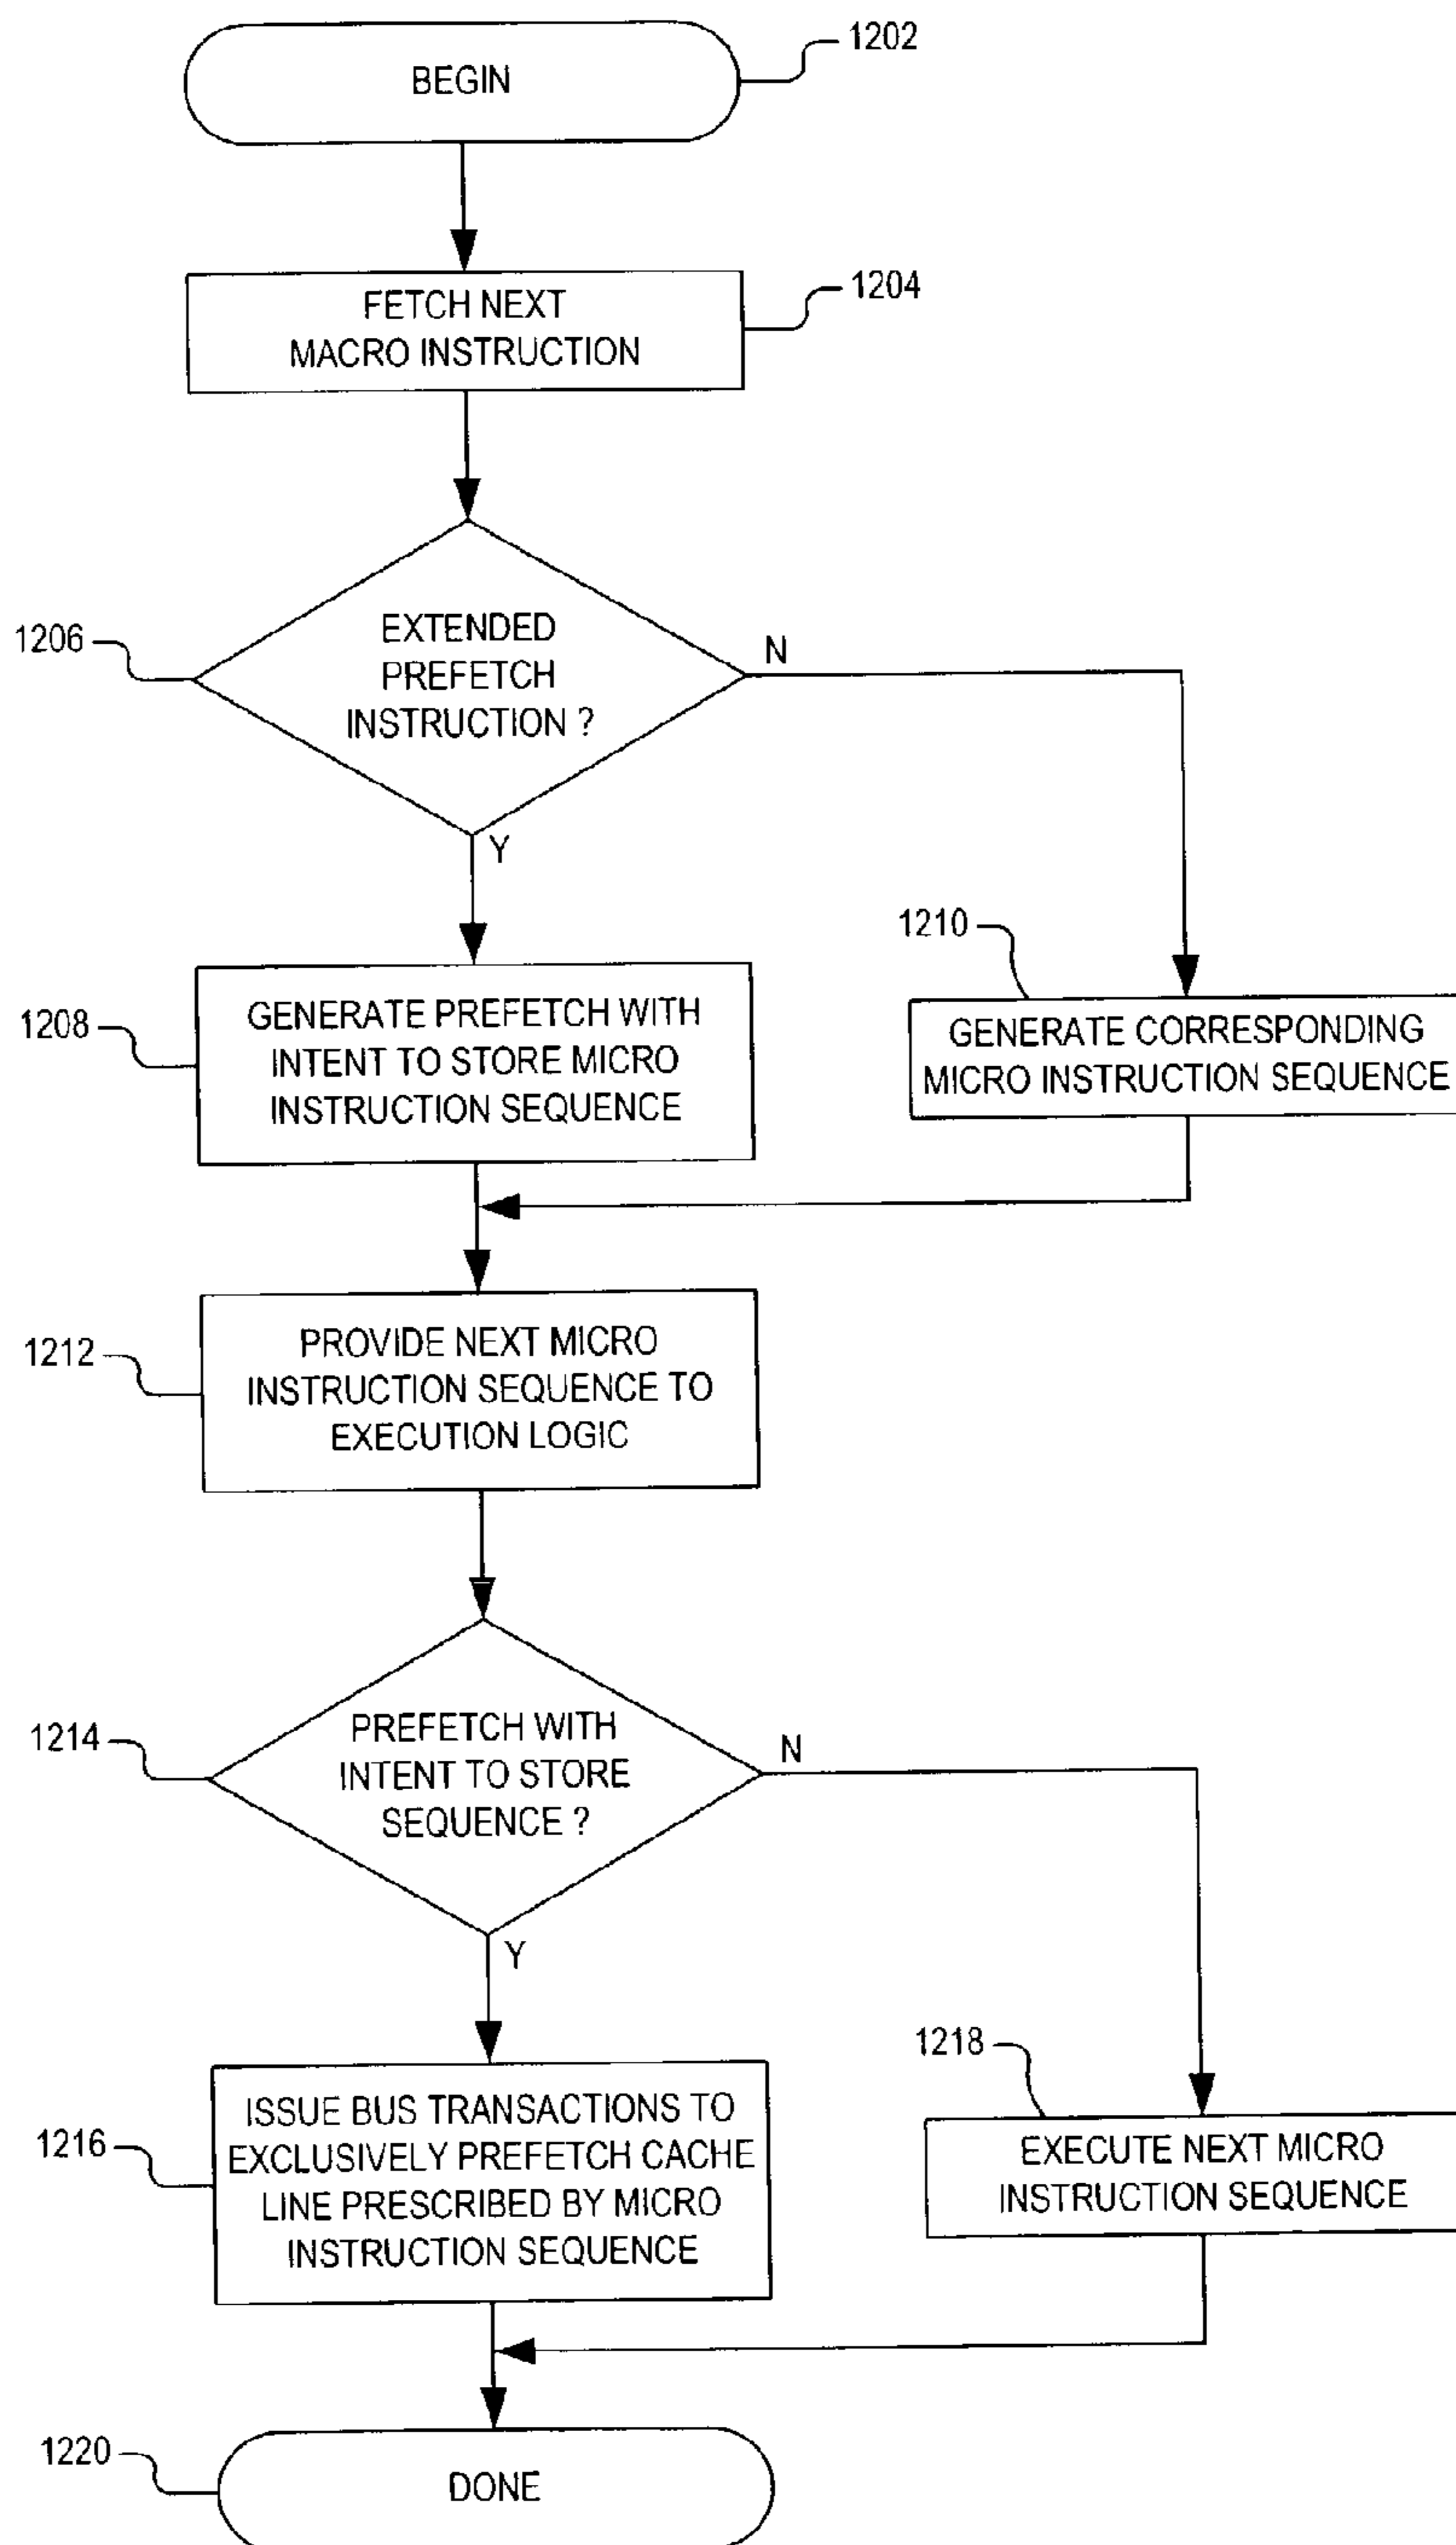 BEGIN
1202
FETCH NEXT
MACRO INSTRUCTION
1204
1206
EXTENDED
PREFETCH
INSTRUCTION ?
N
Y
1208
GENERATE PREFETCH WITH
INTENT TO STORE MICRO
INSTRUCTION SEQUENCE
1210
GENERATE CORRESPONDING
MICRO INSTRUCTION SEQUENCE
1212
PROVIDE NEXT MICRO
INSTRUCTION SEQUENCE TO
EXECUTION LOGIC
1214
PREFETCH WITH
INTENT TO STORE
SEQUENCE ?
N
Y
1216
ISSUE BUS TRANSACTIONS TO
EXCLUSIVELY PREFETCH CACHE
LINE PRESCRIBED BY MICRO
INSTRUCTION SEQUENCE
1218
EXECUTE NEXT MICRO
INSTRUCTION SEQUENCE
1220
DONE